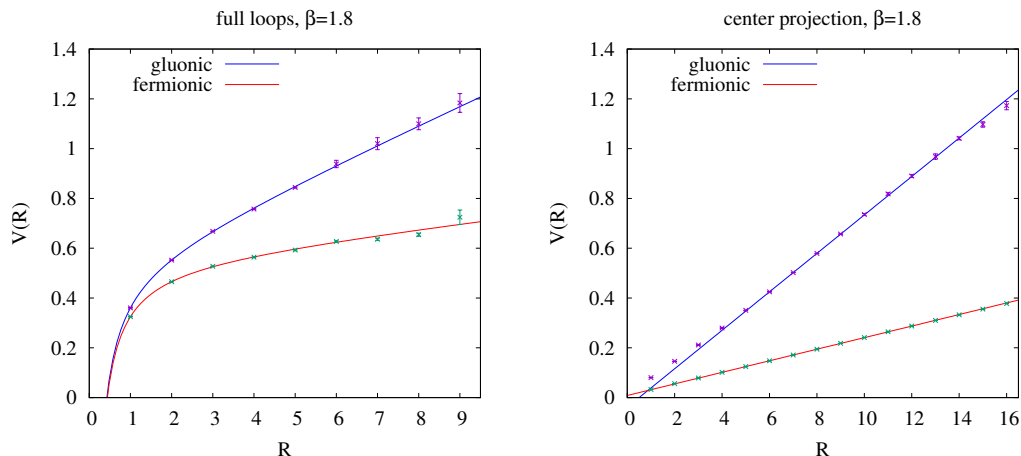 full loops, β=1.8
gluonic
fermionic
V(R)
1.4
1.2
1
0.8
0.6
0.4
0.2
0
0 1 2 3 4 5 6 7 8 9
R
center projection, β=1.8
gluonic
fermionic
V(R)
1.4
1.2
1
0.8
0.6
0.4
0.2
0
0 2 4 6 8 10 12 14 16
R